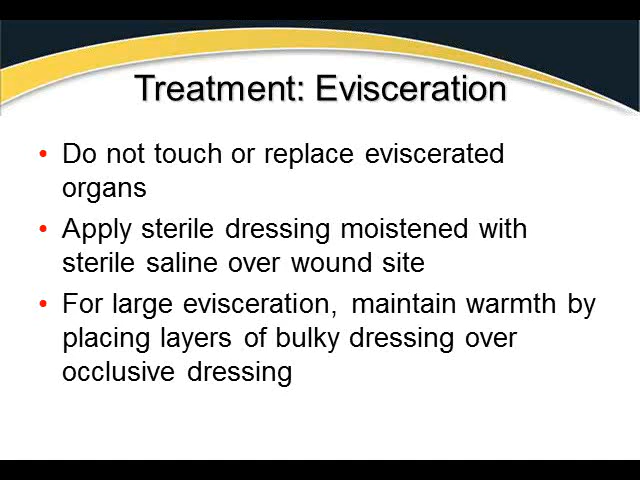 Treatment: Evisceration
• Do not touch or replace eviscerated
organs
• Apply sterile dressing moistened with
sterile saline over wound site
• For large evisceration, maintain warmth by
placing layers of bulky dressing over
occlusive dressing